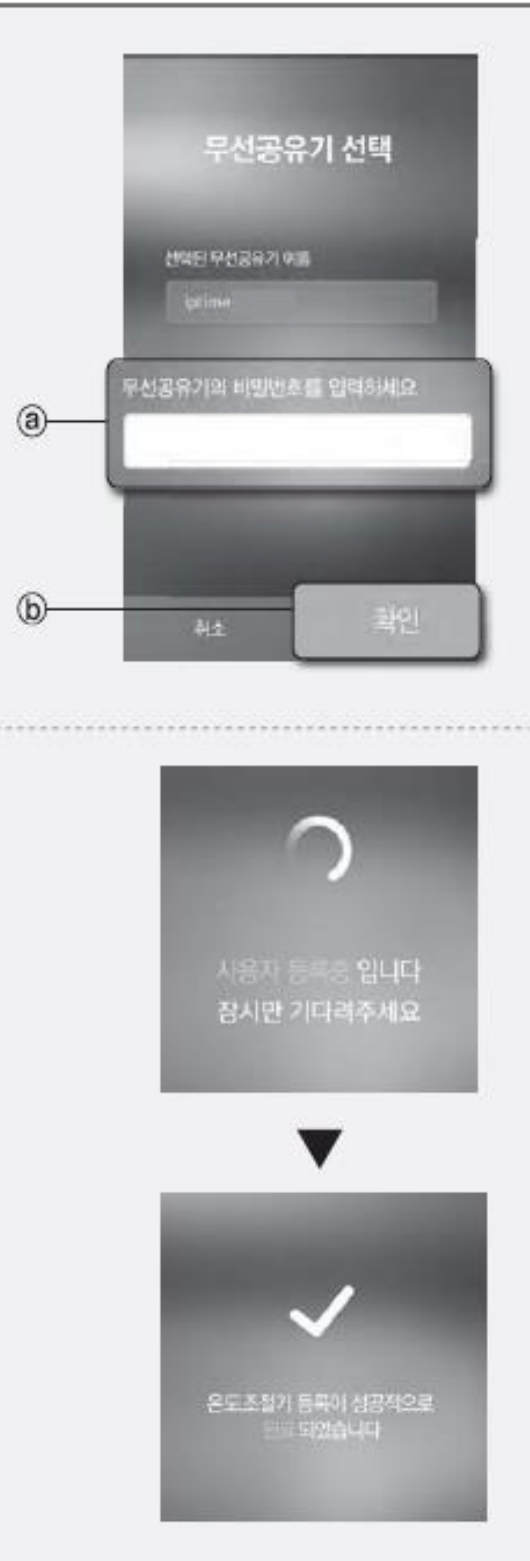 무선공유기 선택
선택된 무선공유기 이름
iptime
무선공유기의 비밀번호를 입력하세요
ⓐ
ⓑ
취소
확인
사용자 등록중 입니다
잠시만 기다려주세요
온도조절기 등록이 성공적으로
완료 되었습니다